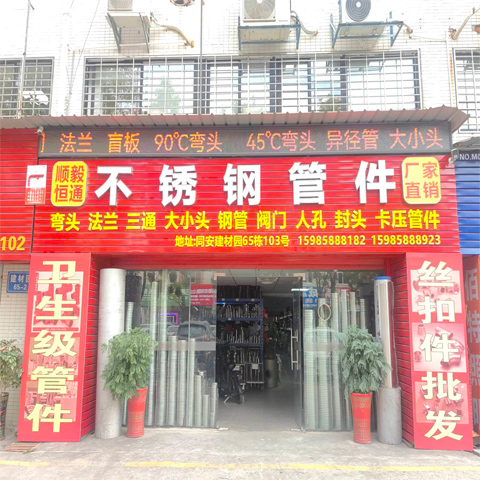 法兰 盲板 90℃弯头 45℃弯头 异径管 大小头
顺毅恒通
不锈钢管件
厂家直销
弯头 法兰 三通 大小头 钢管 阀门 人孔 封头 卡压管件
地址:同安建材园65栋103号 15985888182 15985888923
102
卫生级管件
丝扣件批发